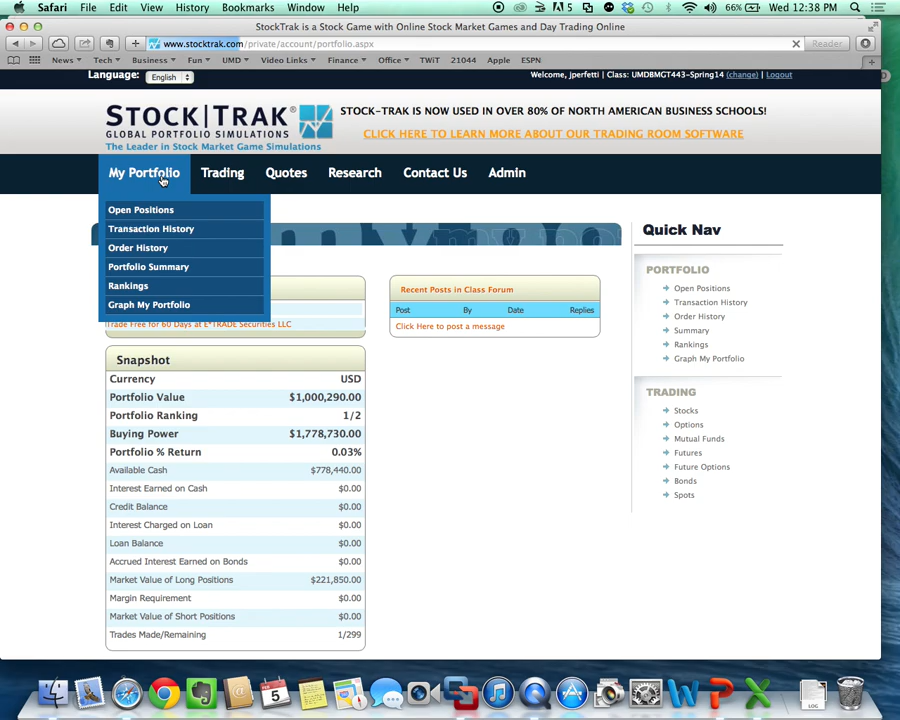 Safari File Edit View History Bookmarks Window Help 5 66% Wed 12:38 PM
StockTrak is a Stock Game with Online Stock Market Games and Day Trading Online
www.stocktrak.com/private/account/portfolio.aspx Reader
News Tech Business Fun UMD Video Links Finance Office TWiT 21044 Apple ESPN
Language: English Welcome, jperfetti | Class: UMDBMGT443-Spring14 (change) | Logout
STOCK|TRAK®
GLOBAL PORTFOLIO SIMULATIONS
The Leader in Stock Market Game Simulations
STOCK-TRAK IS NOW USED IN OVER 80% OF NORTH AMERICAN BUSINESS SCHOOLS!
CLICK HERE TO LEARN MORE ABOUT OUR TRADING ROOM SOFTWARE
My Portfolio Trading Quotes Research Contact Us Admin
Open Positions
Transaction History
Order History
Portfolio Summary
Rankings
Graph My Portfolio
Trade Free for 60 Days at E*TRADE Securities LLC
Recent Posts in Class Forum
Post By Date Replies
Click Here to post a message
Snapshot
Currency USD
Portfolio Value $1,000,290.00
Portfolio Ranking 1/2
Buying Power $1,778,730.00
Portfolio % Return 0.03%
Available Cash $778,440.00
Interest Earned on Cash $0.00
Credit Balance $0.00
Interest Charged on Loan $0.00
Loan Balance $0.00
Accrued Interest Earned on Bonds $0.00
Market Value of Long Positions $221,850.00
Margin Requirement $0.00
Market Value of Short Positions $0.00
Trades Made/Remaining 1/299
Quick Nav
PORTFOLIO
Open Positions
Transaction History
Order History
Summary
Rankings
Graph My Portfolio
TRADING
Stocks
Options
Mutual Funds
Futures
Future Options
Bonds
Spots
FEB
5
LOG